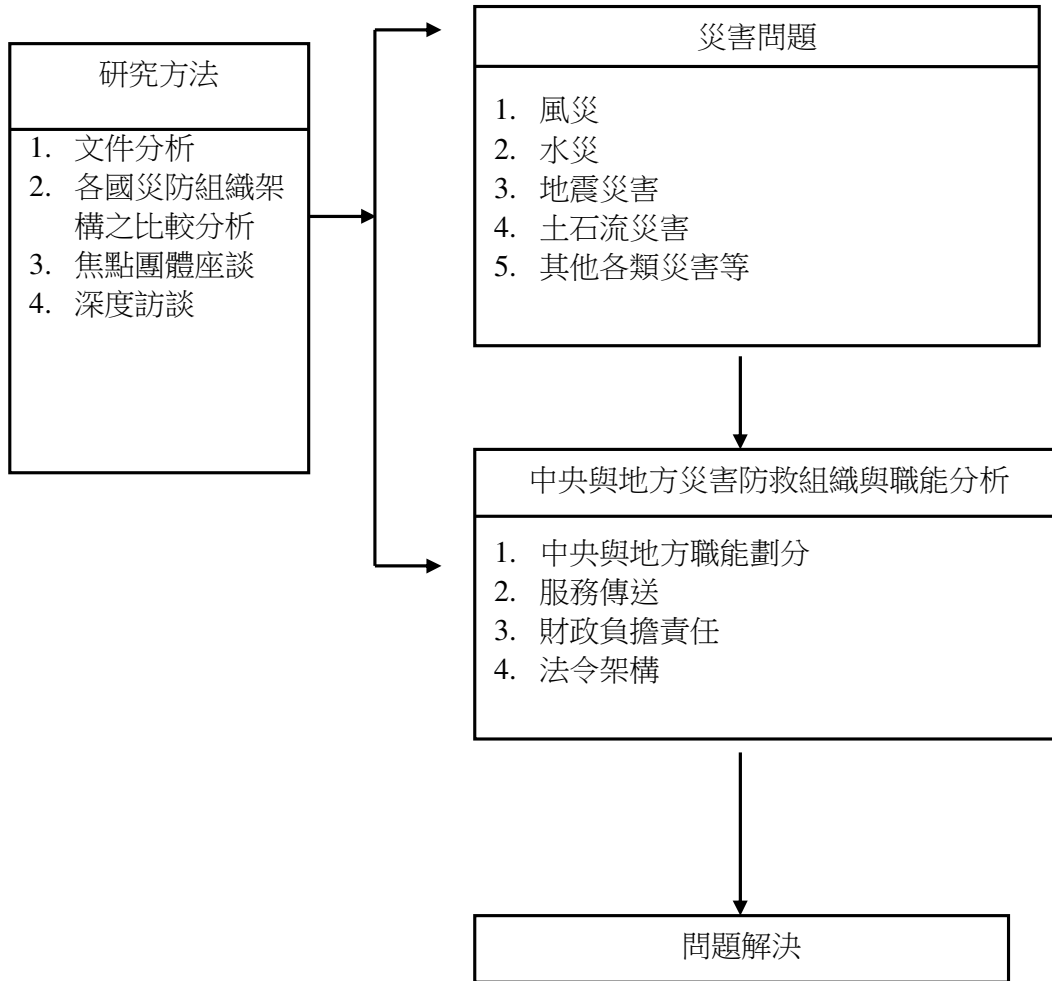 研究方法
1. 文件分析
2. 各國災防組織架
構之比較分析
3. 焦點團體座談
4. 深度訪談
災害問題
1. 風災
2. 水災
3. 地震災害
4. 土石流災害
5. 其他各類災害等
中央與地方災害防救組織與職能分析
1. 中央與地方職能劃分
2. 服務傳送
3. 財政負擔責任
4. 法令架構
問題解決